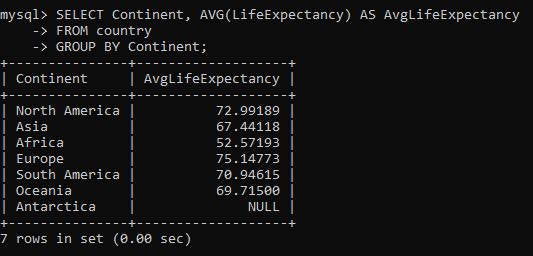 mysql> SELECT Continent, AVG(LifeExpectancy) AS AvgLifeExpectancy
    -> FROM country
    -> GROUP BY Continent;
+---------------+-------------------+
| Continent     | AvgLifeExpectancy |
+---------------+-------------------+
| North America |          72.99189 |
| Asia          |          67.44118 |
| Africa        |          52.57193 |
| Europe        |          75.14773 |
| South America |          70.94615 |
| Oceania       |          69.71500 |
| Antarctica    |              NULL |
+---------------+-------------------+
7 rows in set (0.00 sec)